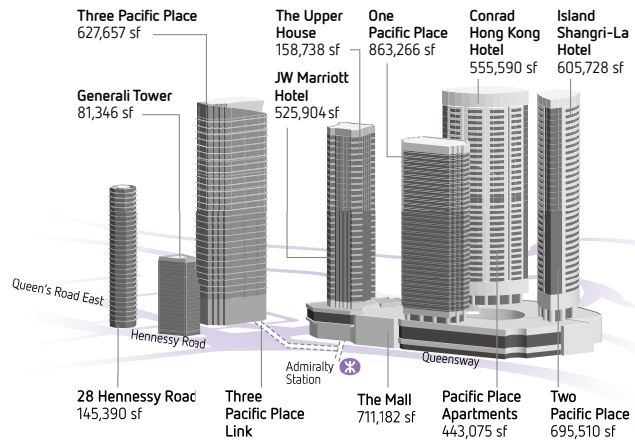 Three Pacific Place
627,657 sf
The Upper
House
158,738 sf
One
Pacific Place
863,266 sf
Conrad
Hong Kong
Hotel
555,590 sf
Island
Shangri-La
Hotel
605,728 sf
Generali Tower
81,346 sf
JW Marriott
Hotel
525,904 sf
Queen's Road East
Hennessy Road
Admiralty
Station
Queensway
28 Hennessy Road
145,390 sf
Three
Pacific Place
Link
The Mall
711,182 sf
Pacific Place
Apartments
443,075 sf
Two
Pacific Place
695,510 sf